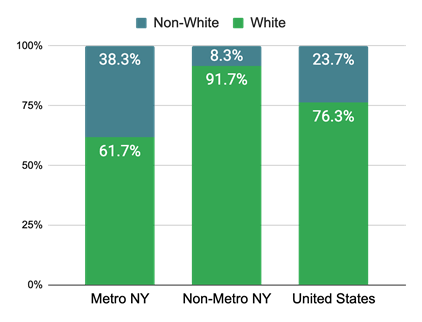 Non-White White
100%
38.3% 8.3% 23.7%
91.7%
75%
76.3%
61.7%
50%
25%
0%
Metro NY Non-Metro NY United States